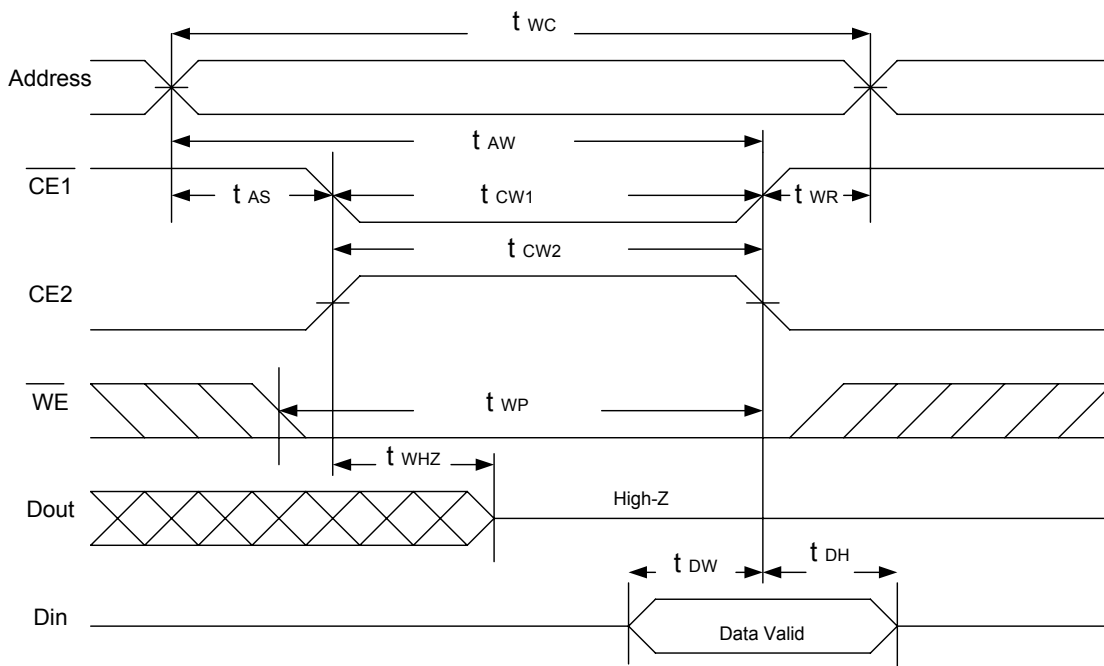 t WC
Address
t AW
CE1
t AS
t CW1
t WR
t CW2
CE2
WE
t WP
t WHZ
Dout
High-Z
t DW
t DH
Din
Data Valid